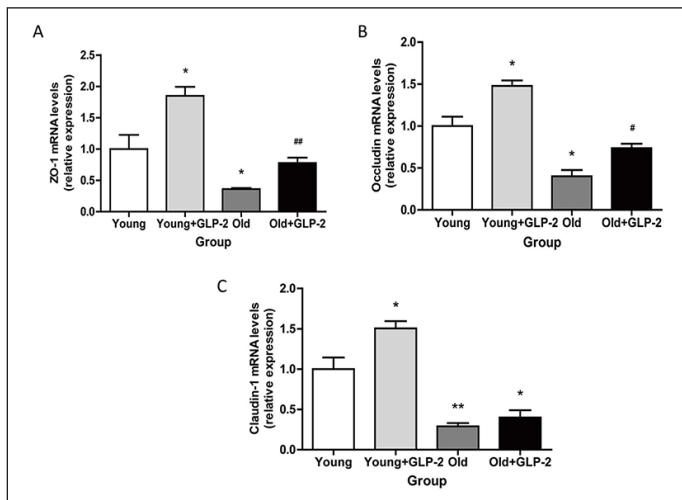 A
ZO-1 mRNA levels
(relative expression)
2.5
2.0
1.5
1.0
0.5
0.0
*
*
##
Young Young+GLP-2 Old Old+GLP-2
Group
B
Occludin mRNA levels
(relative expression)
2.0
1.5
1.0
0.5
0.0
*
*
#
Young Young+GLP-2 Old Old+GLP-2
Group
C
Claudin-1 mRNA levels
(relative expression)
2.0
1.5
1.0
0.5
0.0
*
**
*
Young Young+GLP-2 Old Old+GLP-2
Group